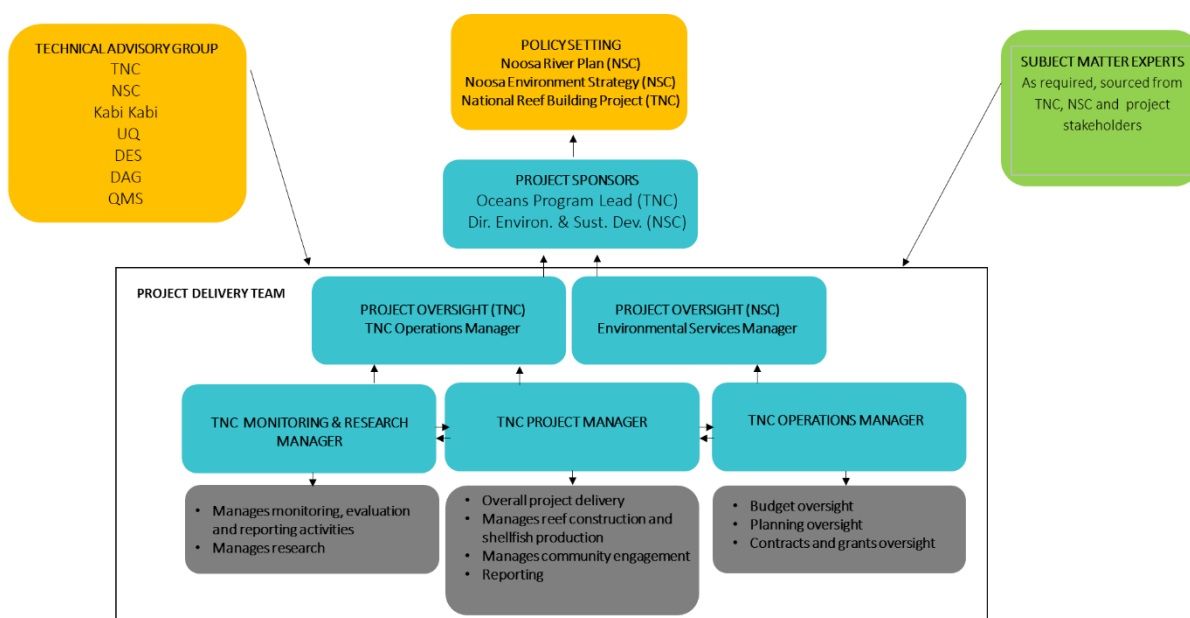 TECHNICAL ADVISORY GROUP
TNC
NSC
Kabi Kabi
UQ
DES
DAG
QMS
POLICY SETTING
Noosa River Plan (NSC)
Noosa Environment Strategy (NSC)
National Reef Building Project (TNC)
SUBJECT MATTER EXPERTS
As required, sourced from
TNC, NSC and project
stakeholders
PROJECT SPONSORS
Oceans Program Lead (TNC)
Dir. Environ. & Sust. Dev. (NSC)
PROJECT DELIVERY TEAM
PROJECT OVERSIGHT (TNC)
TNC Operations Manager
PROJECT OVERSIGHT (NSC)
Environmental Services Manager
TNC MONITORING & RESEARCH
MANAGER
TNC PROJECT MANAGER
TNC OPERATIONS MANAGER
• Manages monitoring, evaluation
and reporting activities
• Manages research
• Overall project delivery
• Manages reef construction and
shellfish production
• Manages community engagement
• Reporting
• Budget oversight
• Planning oversight
• Contracts and grants oversight